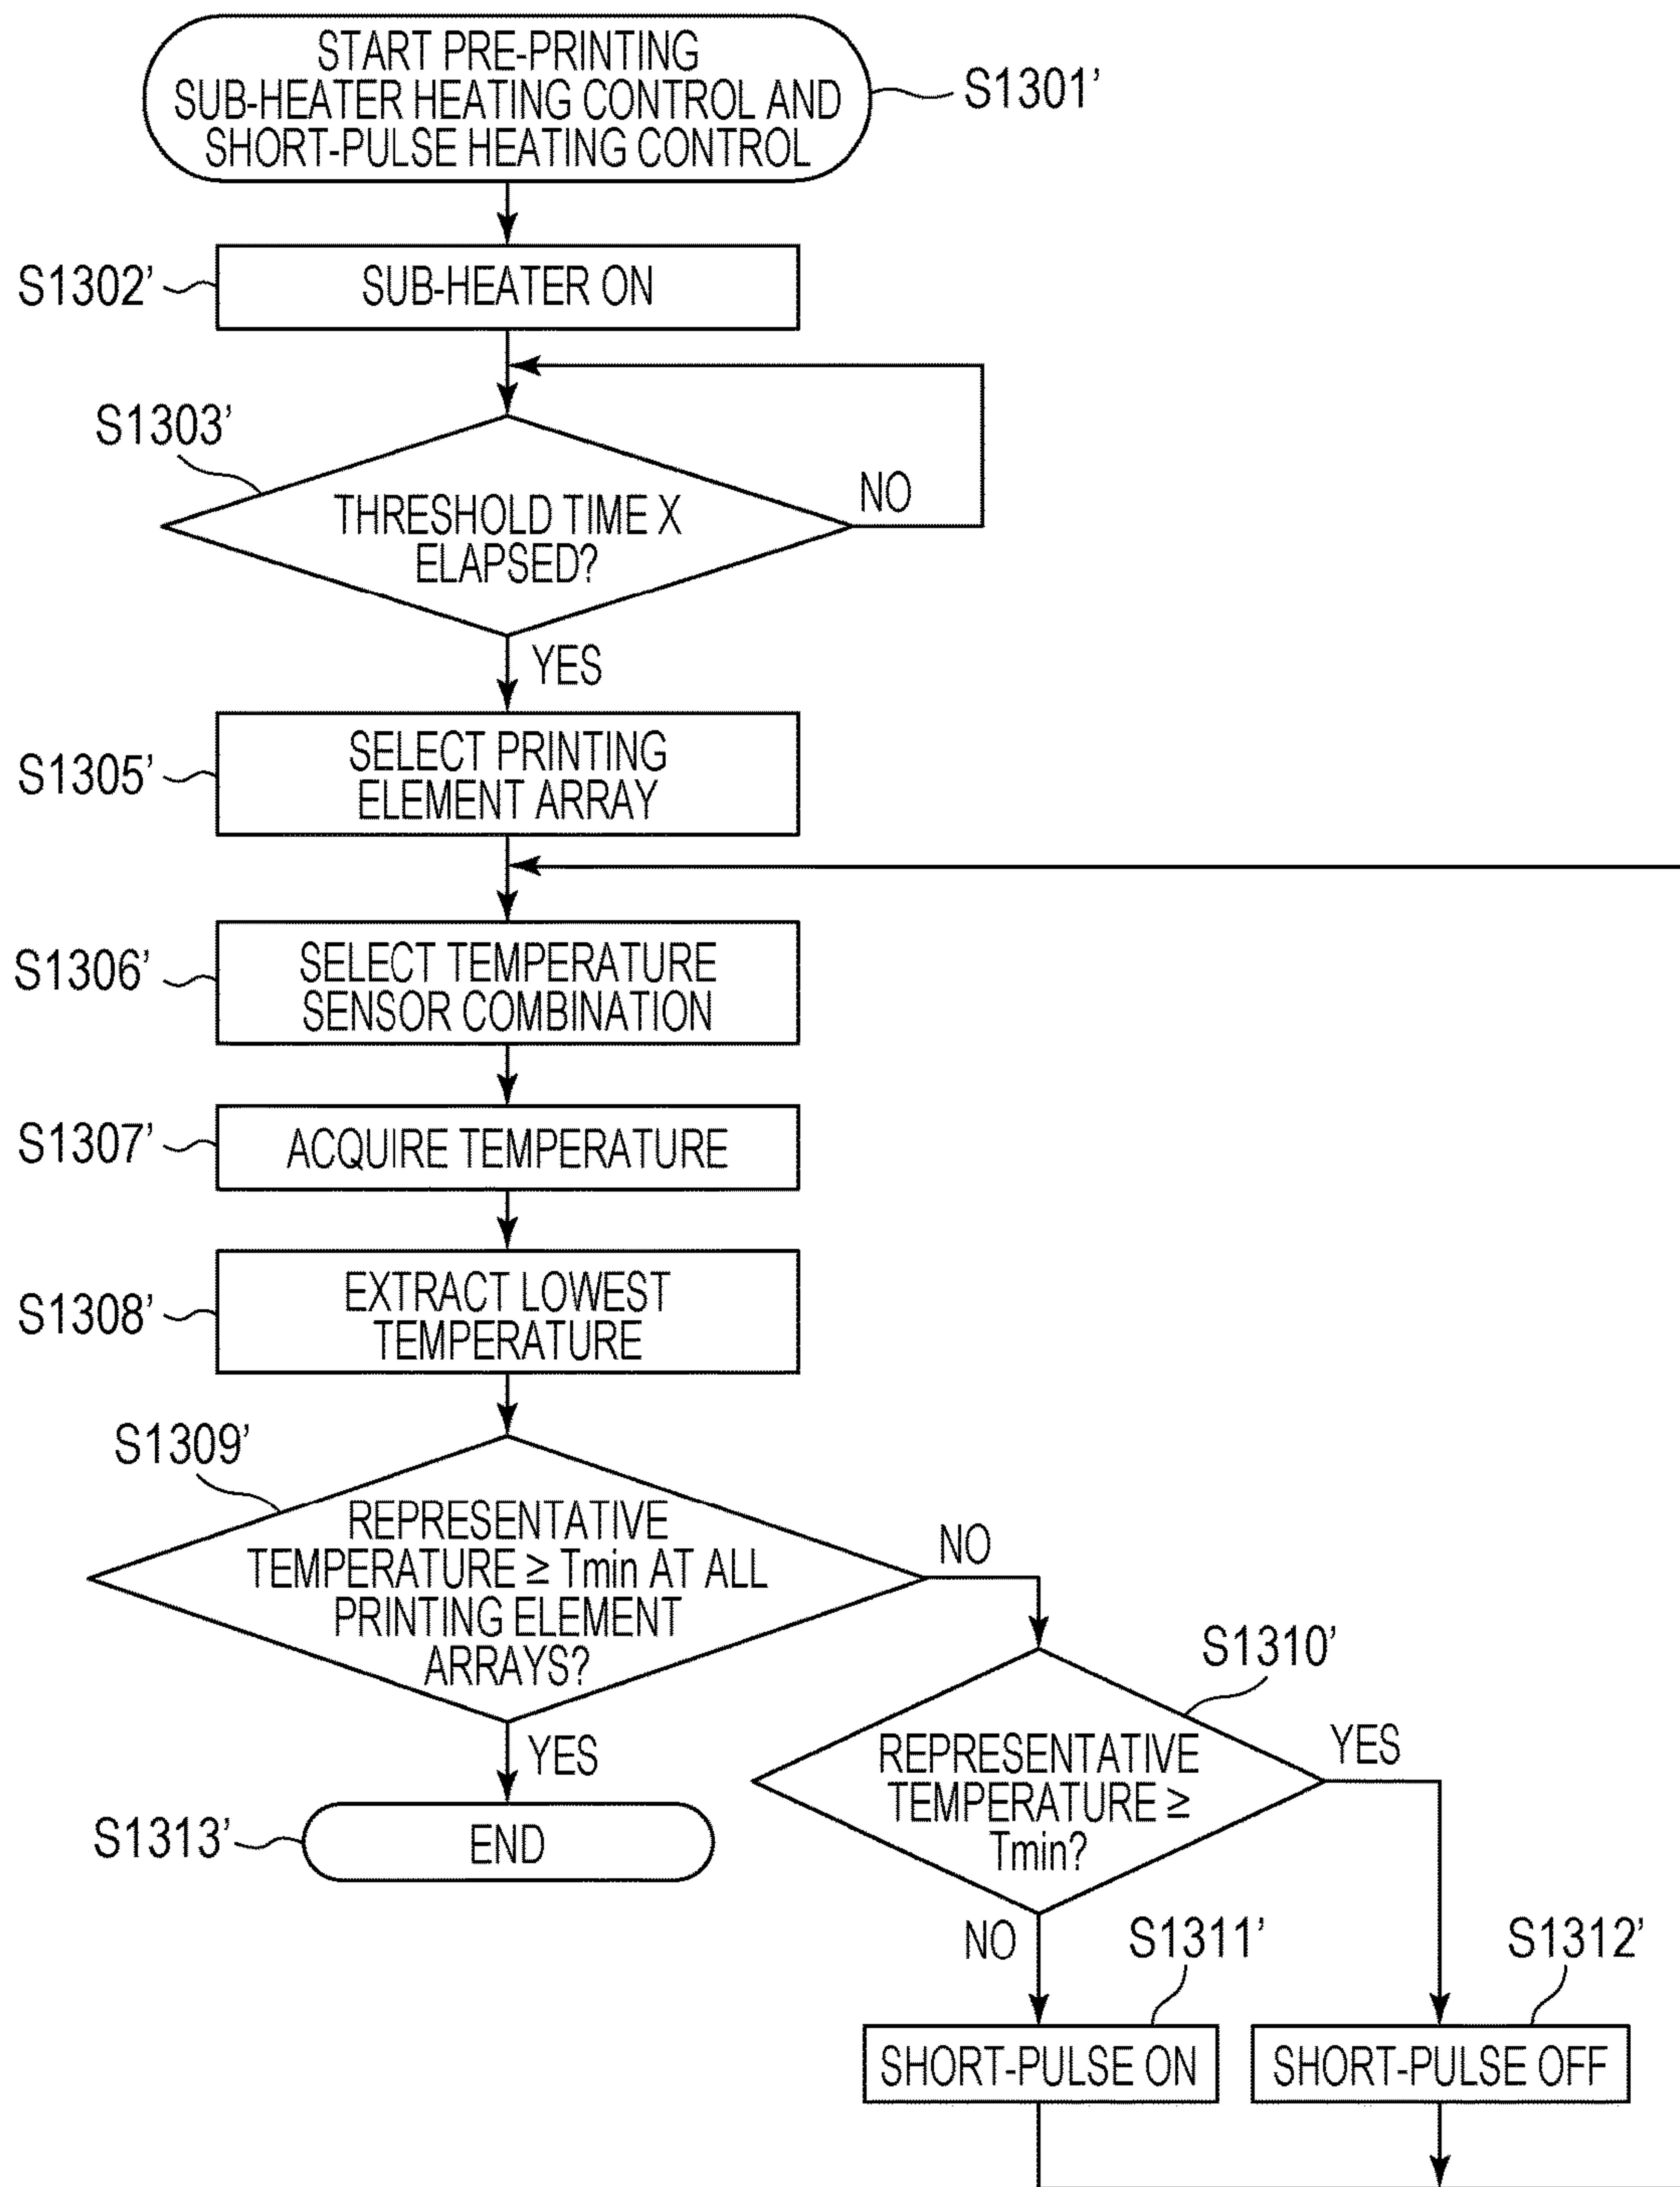 START PRE-PRINTING
SUB-HEATER HEATING CONTROL AND
SHORT-PULSE HEATING CONTROL
S1301’
S1302’
SUB-HEATER ON
S1303’
THRESHOLD TIME X
ELAPSED?
NO
YES
S1305’
SELECT PRINTING
ELEMENT ARRAY
S1306’
SELECT TEMPERATURE
SENSOR COMBINATION
S1307’
ACQUIRE TEMPERATURE
S1308’
EXTRACT LOWEST
TEMPERATURE
S1309’
REPRESENTATIVE
TEMPERATURE ≥ Tmin AT ALL
PRINTING ELEMENT
ARRAYS?
NO
YES
S1313’
END
S1310’
REPRESENTATIVE
TEMPERATURE ≥
Tmin?
YES
NO
S1311’
SHORT-PULSE ON
S1312’
SHORT-PULSE OFF